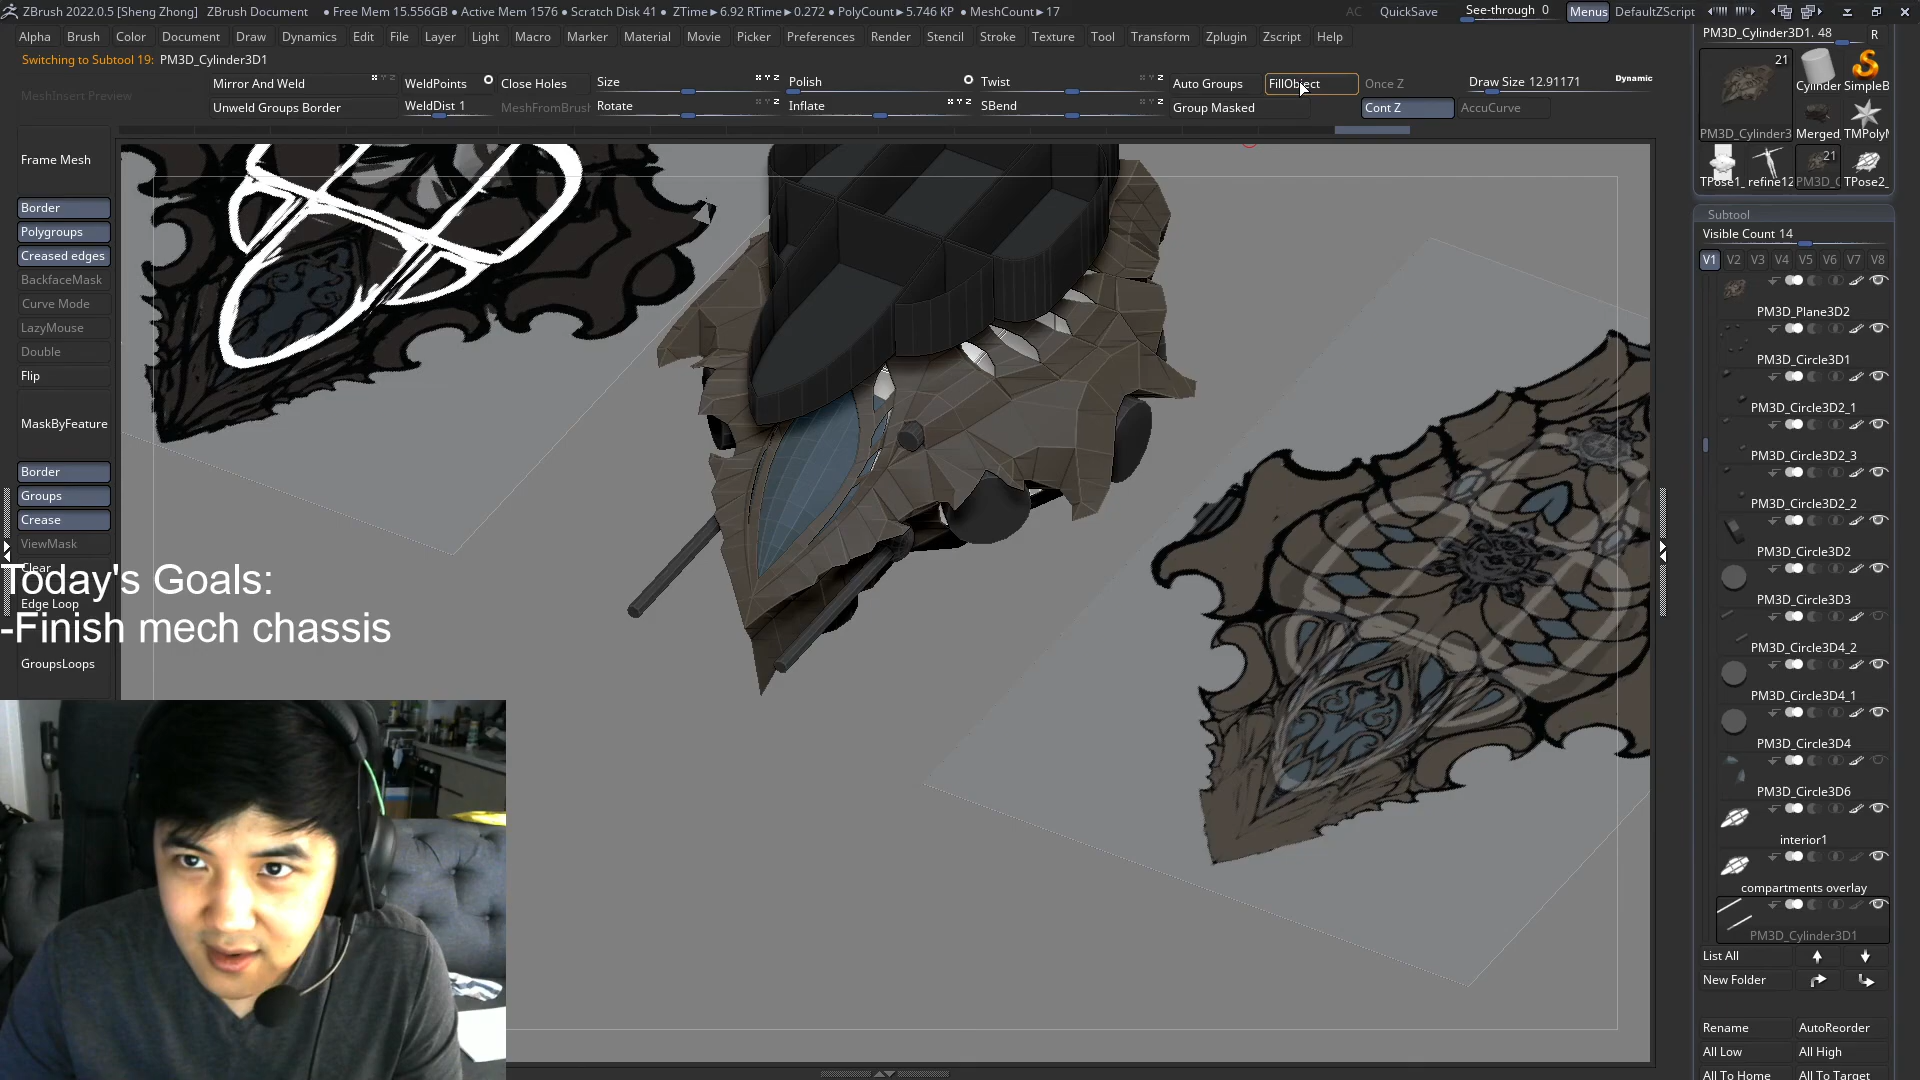 ZBrush 2022.0.5 [Sheng Zhong] ZBrush Document ● Free Mem 15.556GB ● Active Mem 1576 ● Scratch Disk 41 ● ZTime▶6.92 RTime▶0.272 ● PolyCount▶5.746 KP ● MeshCount▶17 AC QuickSave See-through 0 Menus DefaultZScript
Alpha Brush Color Document Draw Dynamics Edit File Layer Light Macro Marker Material Movie Picker Preferences Render Stencil Stroke Texture Tool Transform Zplugin Zscript Help
Switching to Subtool 19: PM3D_Cylinder3D1
MeshInsert Preview
Mirror And Weld WeldPoints Close Holes Size Polish Twist Auto Groups FillObject Once Z Draw Size 12.91171 Dynamic
Unweld Groups Border WeldDist 1 MeshFromBrush Rotate Inflate SBend Group Masked Cont Z AccuCurve
Frame Mesh
Border
Polygroups
Creased edges
BackfaceMask
Curve Mode
LazyMouse
Double
Flip
MaskByFeature
Border
Groups
Crease
ViewMask
Clear
Edge Loop
GroupsLoops
Today's Goals:
-Finish mech chassis
PM3D_Cylinder3D1. 48 R
21
Cylinder SimpleB
PM3D_Cylinder3 Merged TMPolyM
21
TPose1_ refine12 PM3D_C TPose2_
Subtool
Visible Count 14
V1 V2 V3 V4 V5 V6 V7 V8
PM3D_Plane3D2
PM3D_Circle3D1
PM3D_Circle3D2_1
PM3D_Circle3D2_3
PM3D_Circle3D2_2
PM3D_Circle3D2
PM3D_Circle3D3
PM3D_Circle3D4_2
PM3D_Circle3D4_1
PM3D_Circle3D4
PM3D_Circle3D6
interior1
compartments overlay
PM3D_Cylinder3D1
List All
New Folder
Rename AutoReorder
All Low All High
All To Home All To Target